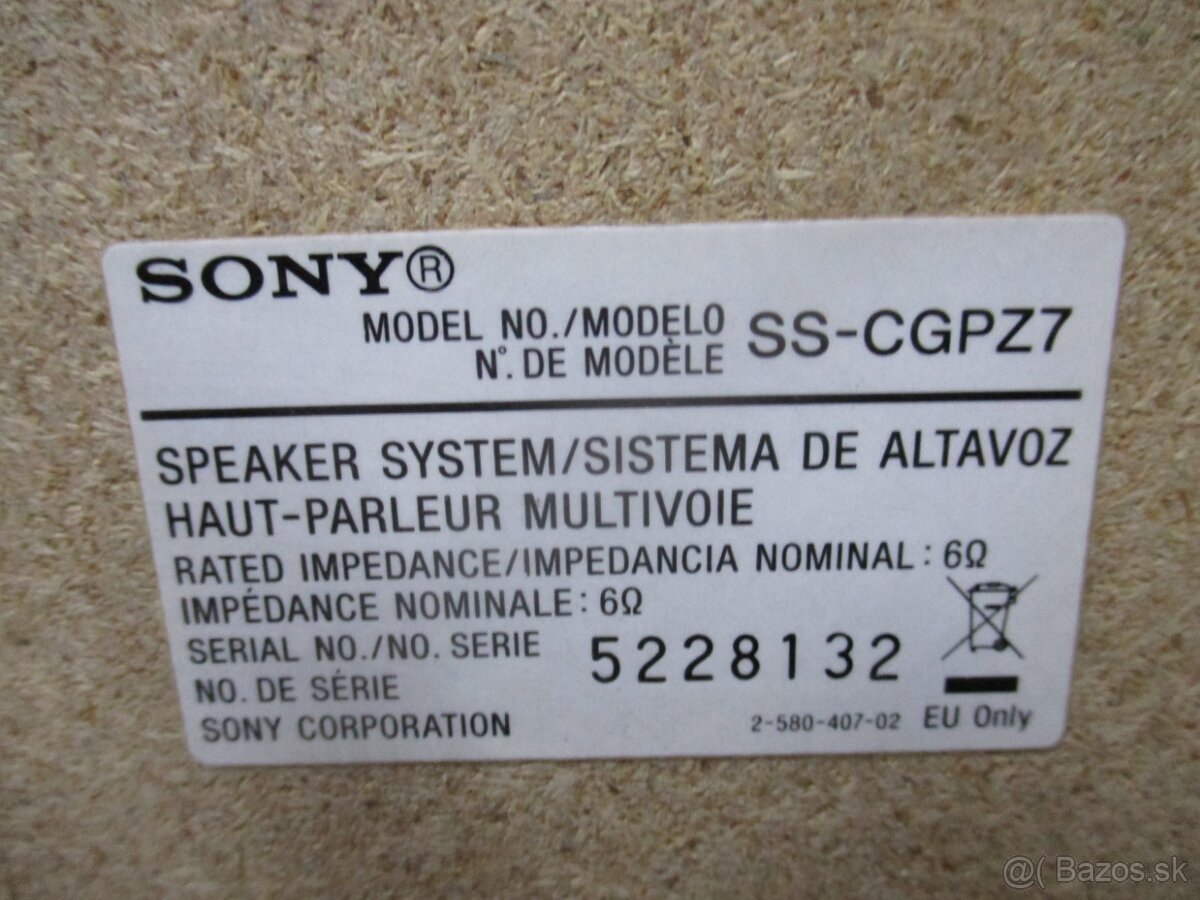 SONY®
MODEL NO./MODELO
N°. DE MODÈLE
SS-CGPZ7
SPEAKER SYSTEM/SISTEMA DE ALTAVOZ
HAUT-PARLEUR MULTIVOIE
RATED IMPEDANCE/IMPEDANCIA NOMINAL : 6Ω
IMPÉDANCE NOMINALE : 6Ω
SERIAL NO./NO. SERIE
NO. DE SÉRIE
5228132
SONY CORPORATION
2-580-407-02
EU Only
@( Bazos.sk